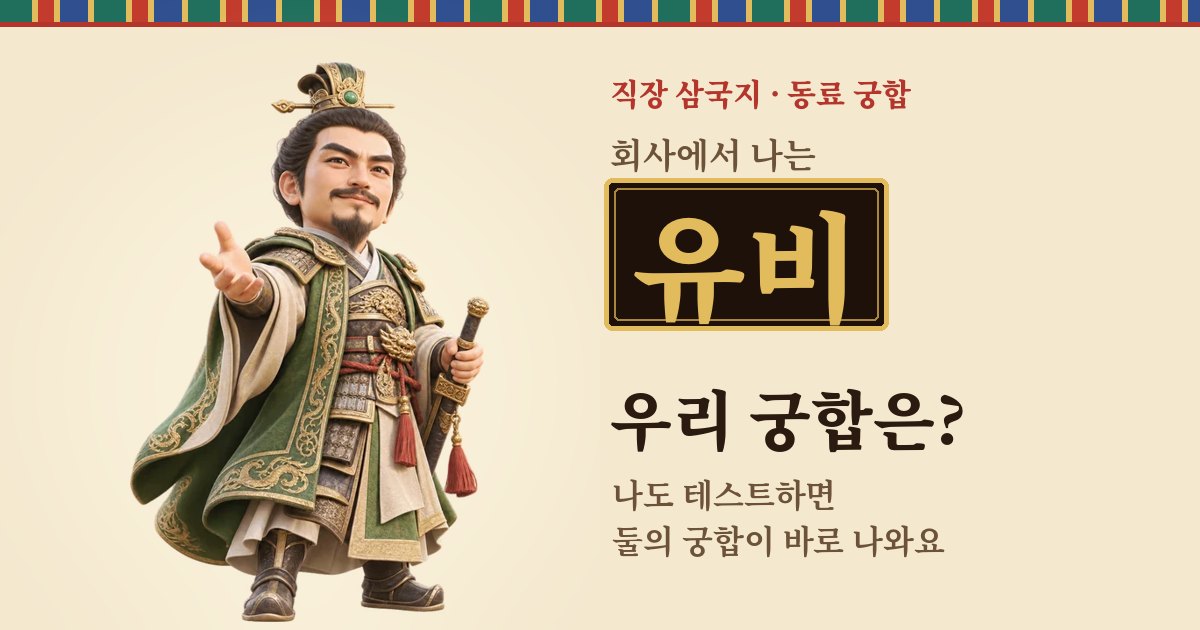 직장 삼국지 · 동료 궁합
회사에서 나는
유비
우리 궁합은?
나도 테스트하면
둘의 궁합이 바로 나와요